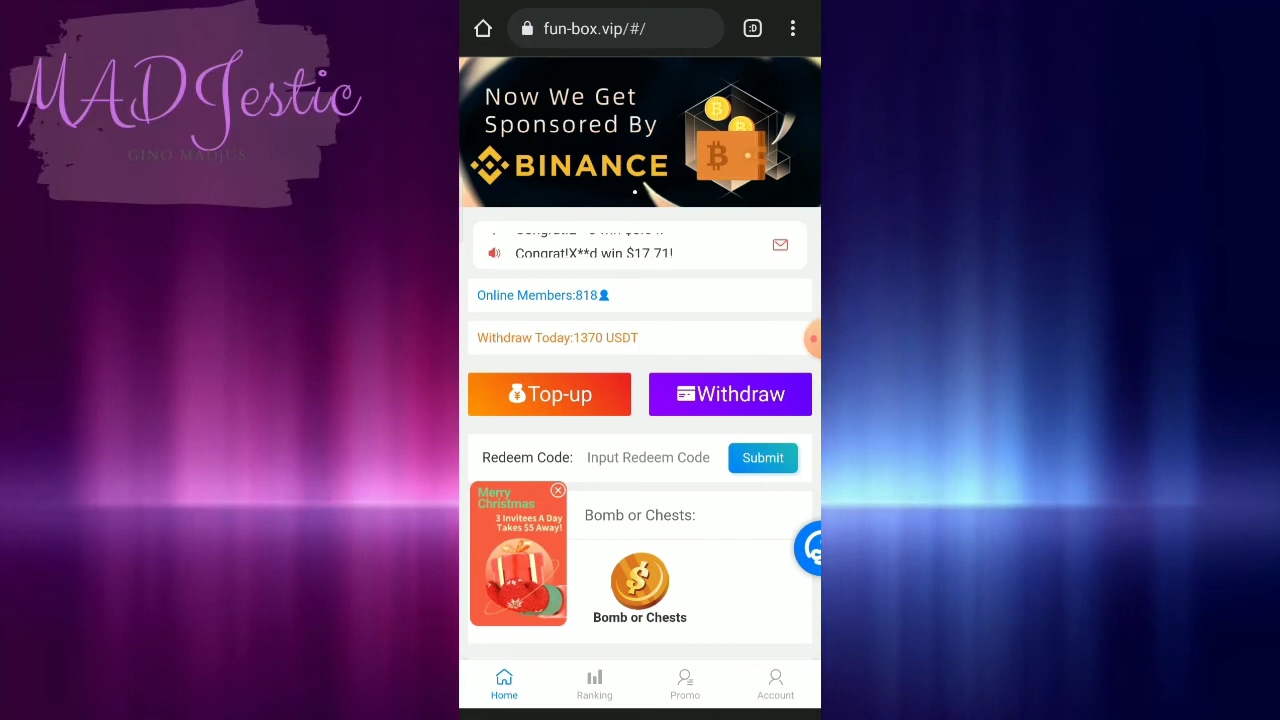 MADJestic
GINO MADJUS
fun-box.vip/#/
:D
Now We Get
Sponsored By
BINANCE
Congrat!X**d win $17.71!
Online Members:818
Withdraw Today:1370 USDT
Top-up
Withdraw
Redeem Code:
Input Redeem Code
Submit
Merry
Christmas
3 Invitees A Day
Takes $5 Away!
Bomb or Chests:
Bomb or Chests
Home
Ranking
Promo
Account